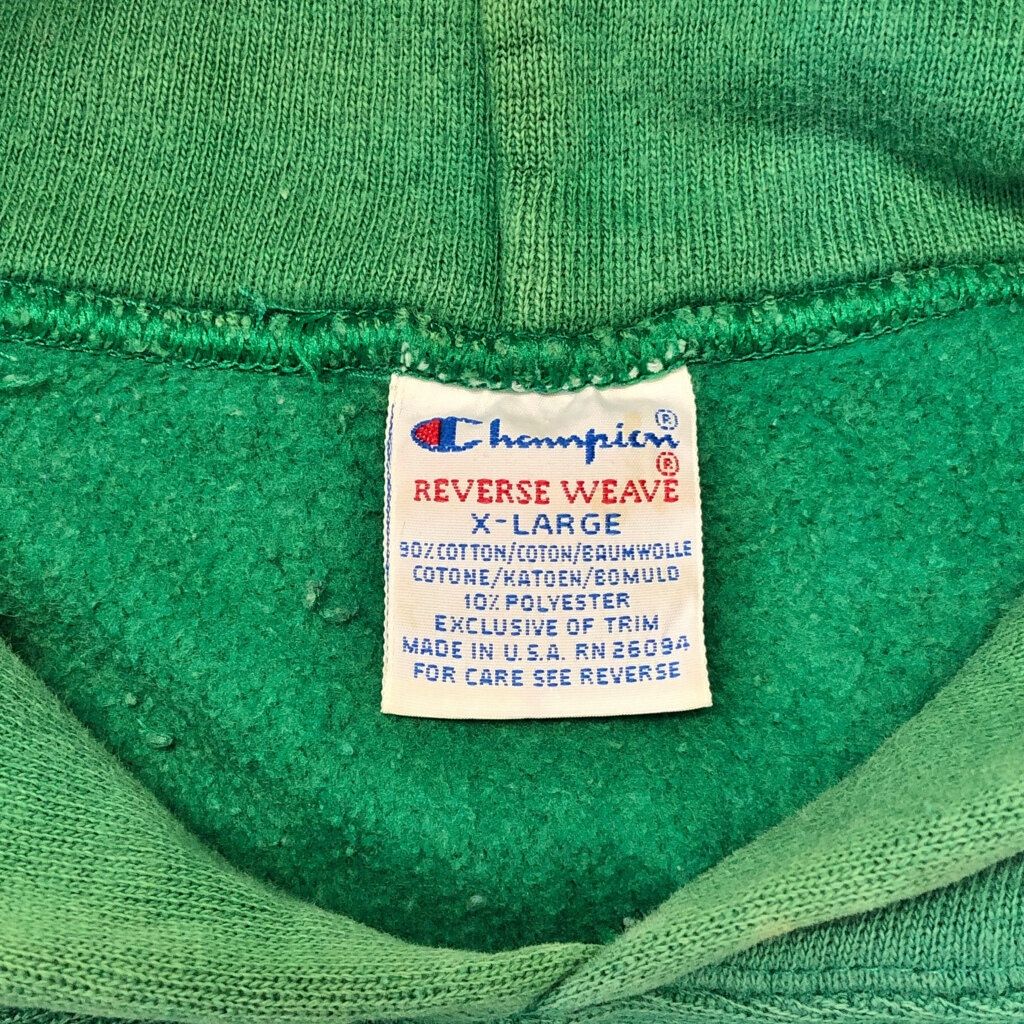 Champion®
®
REVERSE WEAVE
X-LARGE
90% COTTON/COTON/BAUMWOLLE
COTONE/KATOEN/BOMULD
10% POLYESTER
EXCLUSIVE OF TRIM
MADE IN U.S.A. RN 26094
FOR CARE SEE REVERSE